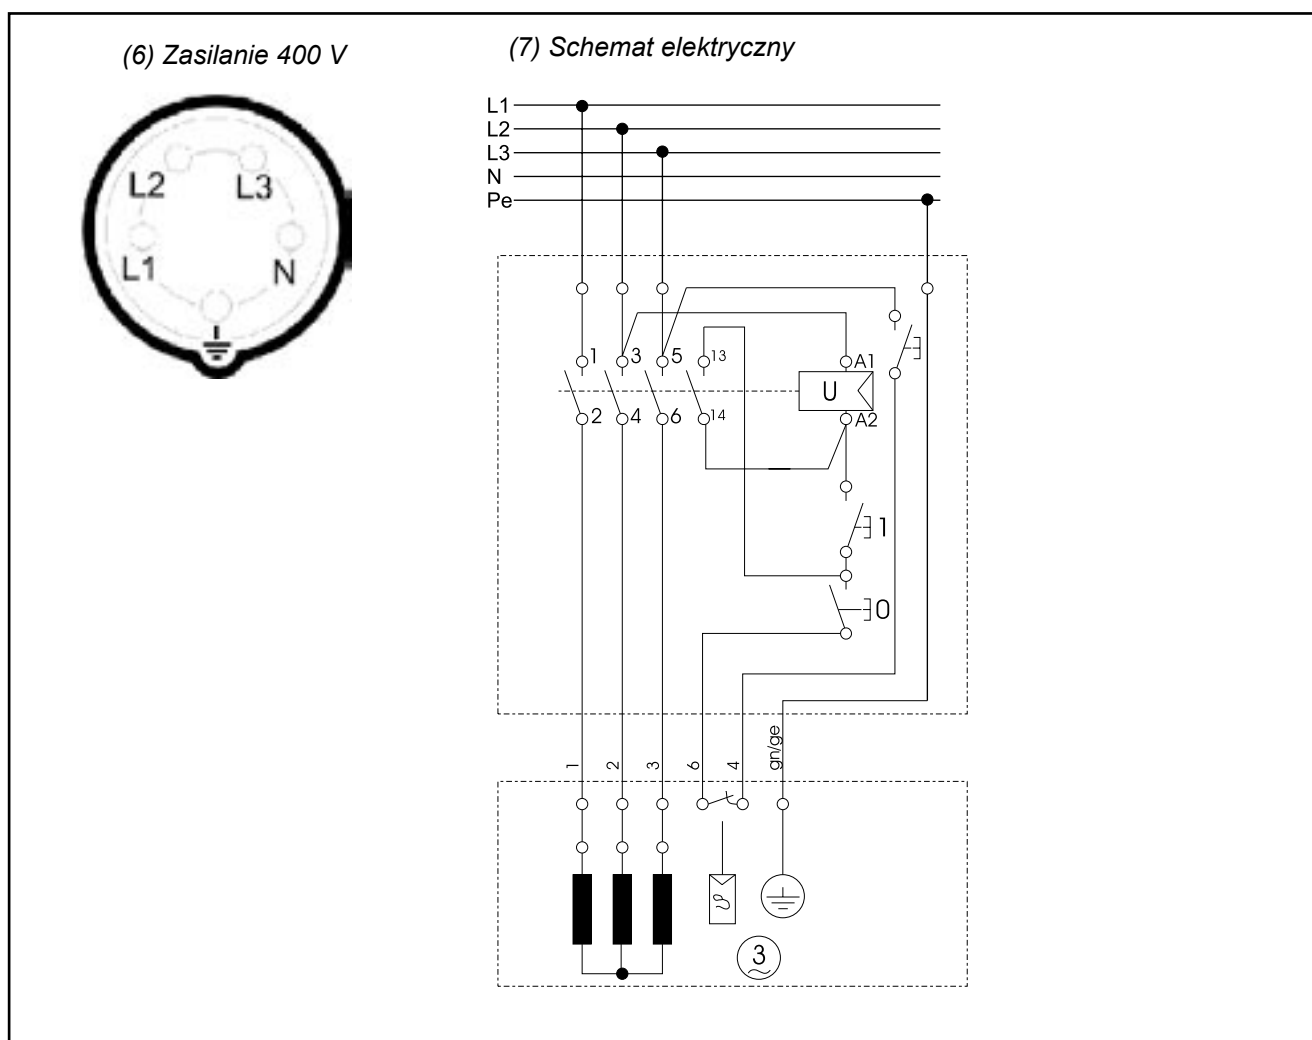 (6) Zasilanie 400 V
L2 L3
L1 N
(7) Schemat elektryczny
L1
L2
L3
N
Pe
1 3 5 13 A1
U
2 4 6 14 A2
1
0
1 2 3 6 4 gn/ge
ϑ
3
~